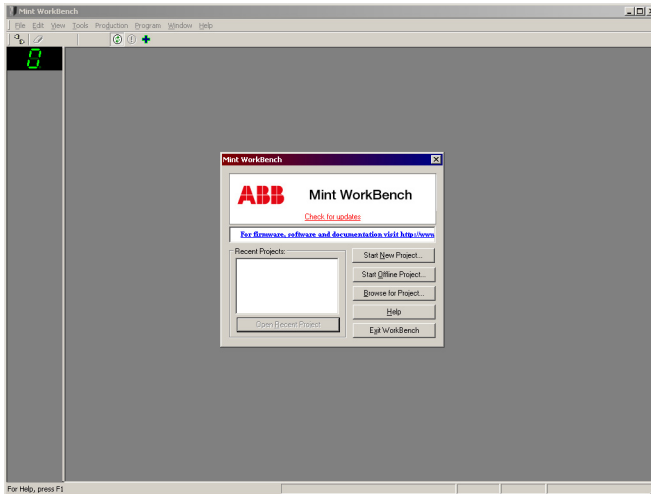 Mint WorkBench
File Edit View Tools Production Program Window Help
0
Mint WorkBench
ABB Mint WorkBench
Check for updates
For firmware, software and documentation visit http://www
Recent Projects:
Start New Project...
Start Offline Project...
Browse for Project...
Help
Open Recent Project
Exit WorkBench
For Help, press F1